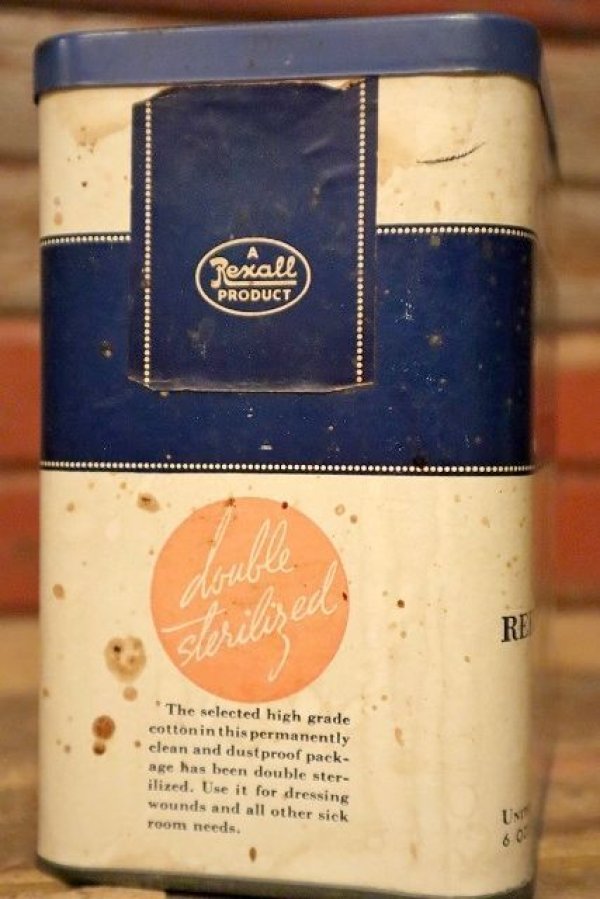 A
Rexall
PRODUCT
double
sterilized
The selected high grade
cotton in this permanently
clean and dustproof pack-
age has been double ster-
ilized. Use it for dressing
wounds and all other sick
room needs.
6